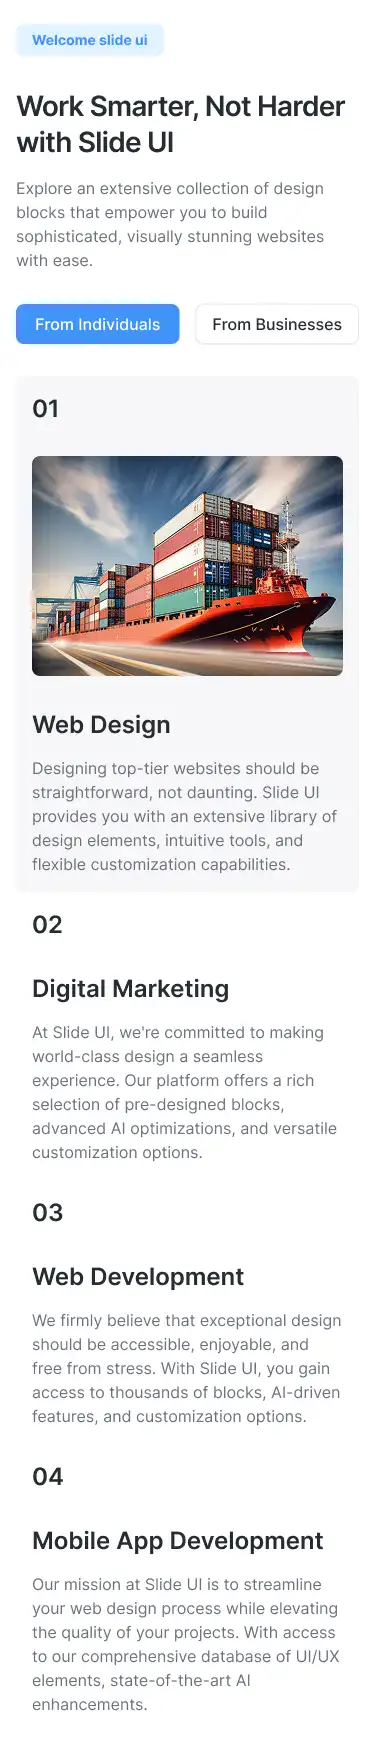 Welcome slide ui
Work Smarter, Not Harder
with Slide UI
Explore an extensive collection of design
blocks that empower you to build
sophisticated, visually stunning websites
with ease.
From Individuals
From Businesses
01
Web Design
Designing top-tier websites should be
straightforward, not daunting. Slide UI
provides you with an extensive library of
design elements, intuitive tools, and
flexible customization capabilities.
02
Digital Marketing
At Slide UI, we're committed to making
world-class design a seamless
experience. Our platform offers a rich
selection of pre-designed blocks,
advanced AI optimizations, and versatile
customization options.
03
Web Development
We firmly believe that exceptional design
should be accessible, enjoyable, and
free from stress. With Slide UI, you gain
access to thousands of blocks, AI-driven
features, and customization options.
04
Mobile App Development
Our mission at Slide UI is to streamline
your web design process while elevating
the quality of your projects. With access
to our comprehensive database of UI/UX
elements, state-of-the-art AI
enhancements.